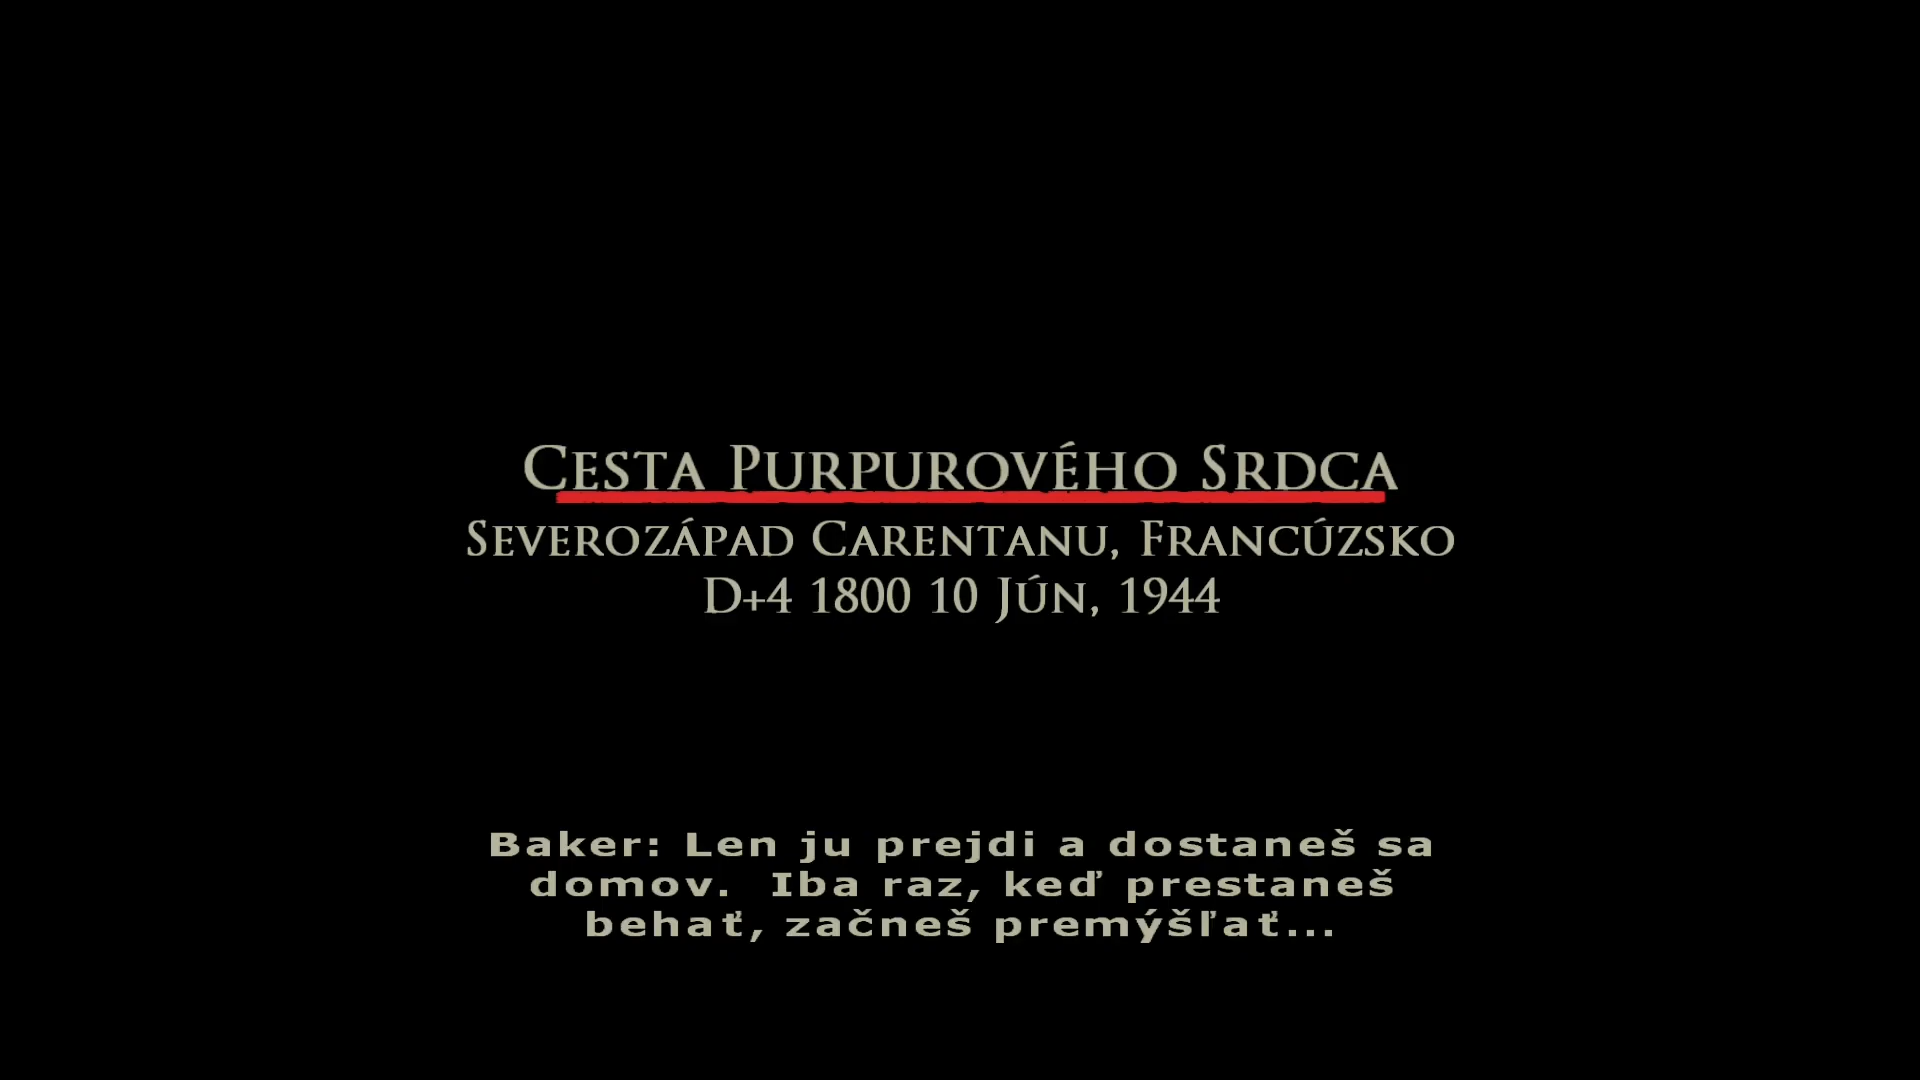 Cesta Purpurového Srdca
Severozápad Carentanu, Francúzsko
D+4 1800 10 Jún, 1944
Baker: Len ju prejdi a dostaneš sa
domov.  Iba raz, keď prestaneš
behať, začneš premýšľať...